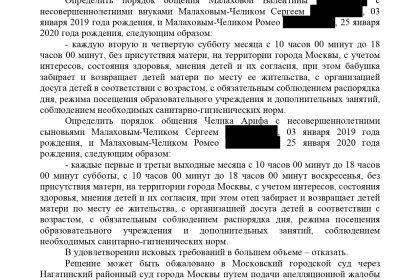 Определить порядок общения Малаховой Валентины с
несовершеннолетними внуквми Малаховым-Челиком Сергеем , 03
января 2019 года рождения, и Малаховым-Челиком Ромео , 25 января
2020 года рождения, следующим образом:
- каждую вторую и четвертую субботу месяца с 10 часов 00 минут до 18
часов 00 минут, без присутствия матери, на территории города Москвы, с учетом
интересов, состояния здоровья, мнения детей и их согласия, при этом бабушка
забирает и возвращает детей матери по месту ее жительства, с организацией
досуга детей в соответствии с возрастом, с обязательным соблюдением распорядка
дня, режима посещения образовательного учреждения и дополнительных занятий,
соблюдением необходимых санитарно-гигиенических норм.
Определить порядок общения Челика Арифа с несовершеннолетними
сыновьями Малаховым-Челиком Сергеем , 03 января 2019 года
рождения, и Малаховым-Челиком Ромео 25 января 2020 года
рождения, следующим образом:
- каждые первые и третьи выходные месяца с 10 часов 00 минут до 18 часов
00 минут субботы, с 10 часов 00 минут до 18 часов 00 минут воскресенья, без
присутствия матери, на территории города Москвы, с учетом интересов, состояния
здоровья, мнения детей и их согласия, при этом отец забирает и возвращает детей
матери по месту ее жительства, с организацией досуга детей в соответствии с
возрастом, с обязательным соблюдением распорядка дня, режима посещения
образовательного учреждения и дополнительных занятий, соблюдением
необходимых санитарно-гигиенических норм.
В удовлетворении исковых требований в большем объеме – отказать.
Решение может быть обжаловано в Московский городской суд через
Нагатинский районный суд города Москвы путем подачи апелляционной жалобы